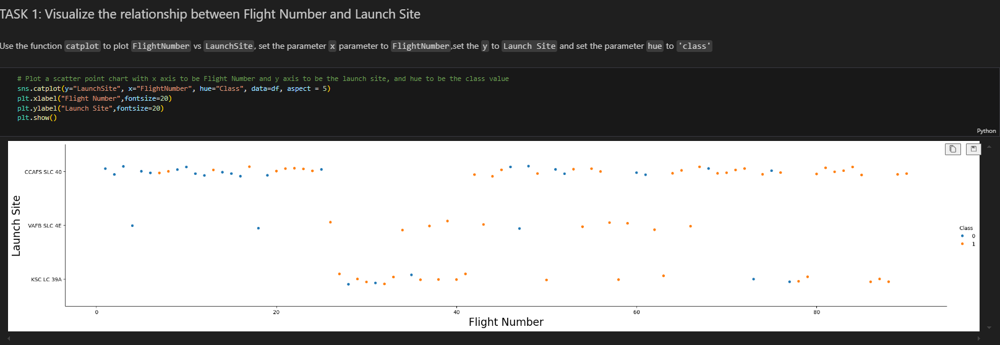 TASK 1: Visualize the relationship between Flight Number and Launch Site
Use the function catplot to plot FlightNumber vs LaunchSite, set the parameter x parameter to FlightNumber,set the y to Launch Site and set the parameter hue to 'class'
# Plot a scatter point chart with x axis to be Flight Number and y axis to be the launch site, and hue to be the class value
sns.catplot(y="LaunchSite", x="FlightNumber", hue="Class", data=df, aspect = 5)
plt.xlabel("Flight Number",fontsize=20)
plt.ylabel("Launch Site",fontsize=20)
plt.show()
Python
Launch Site
CCAFS SLC 40
VAFB SLC 4E
KSC LC 39A
Class
0
1
0 20 40 60 80
Flight Number